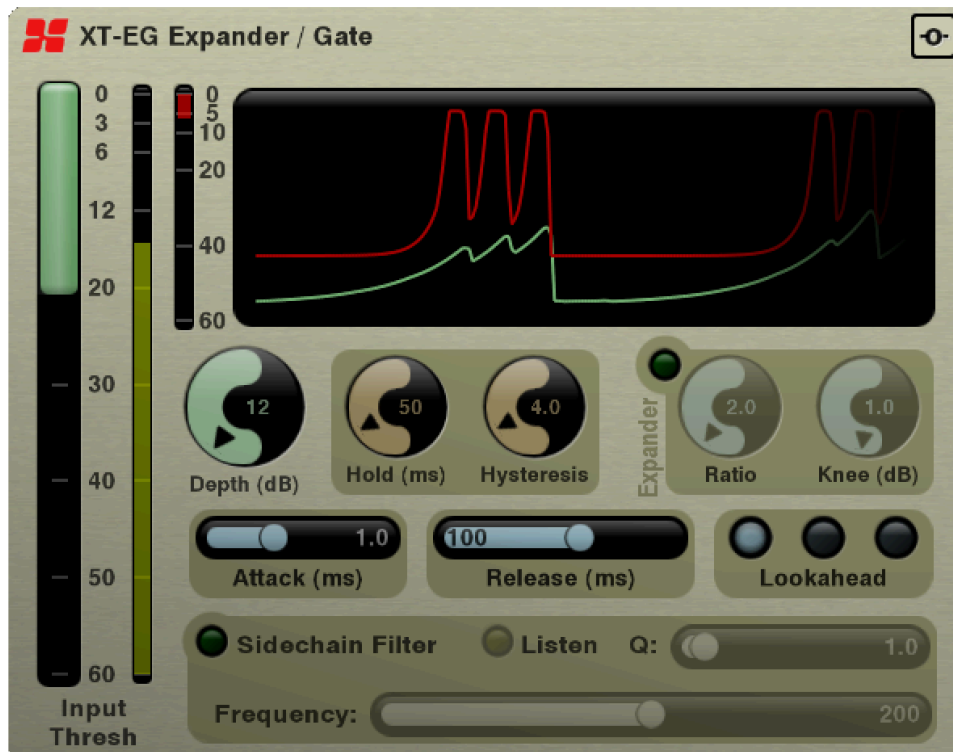 XT-EG Expander / Gate
-O-
0
3
6
12
20
30
40
50
60
Input
Thresh
0
5
10
20
40
60
12
Depth (dB)
50
Hold (ms)
4.0
Hysteresis
Expander
2.0
Ratio
1.0
Knee (dB)
1.0
Attack (ms)
100
Release (ms)
Lookahead
Sidechain Filter
Listen
Q:
1.0
Frequency:
200